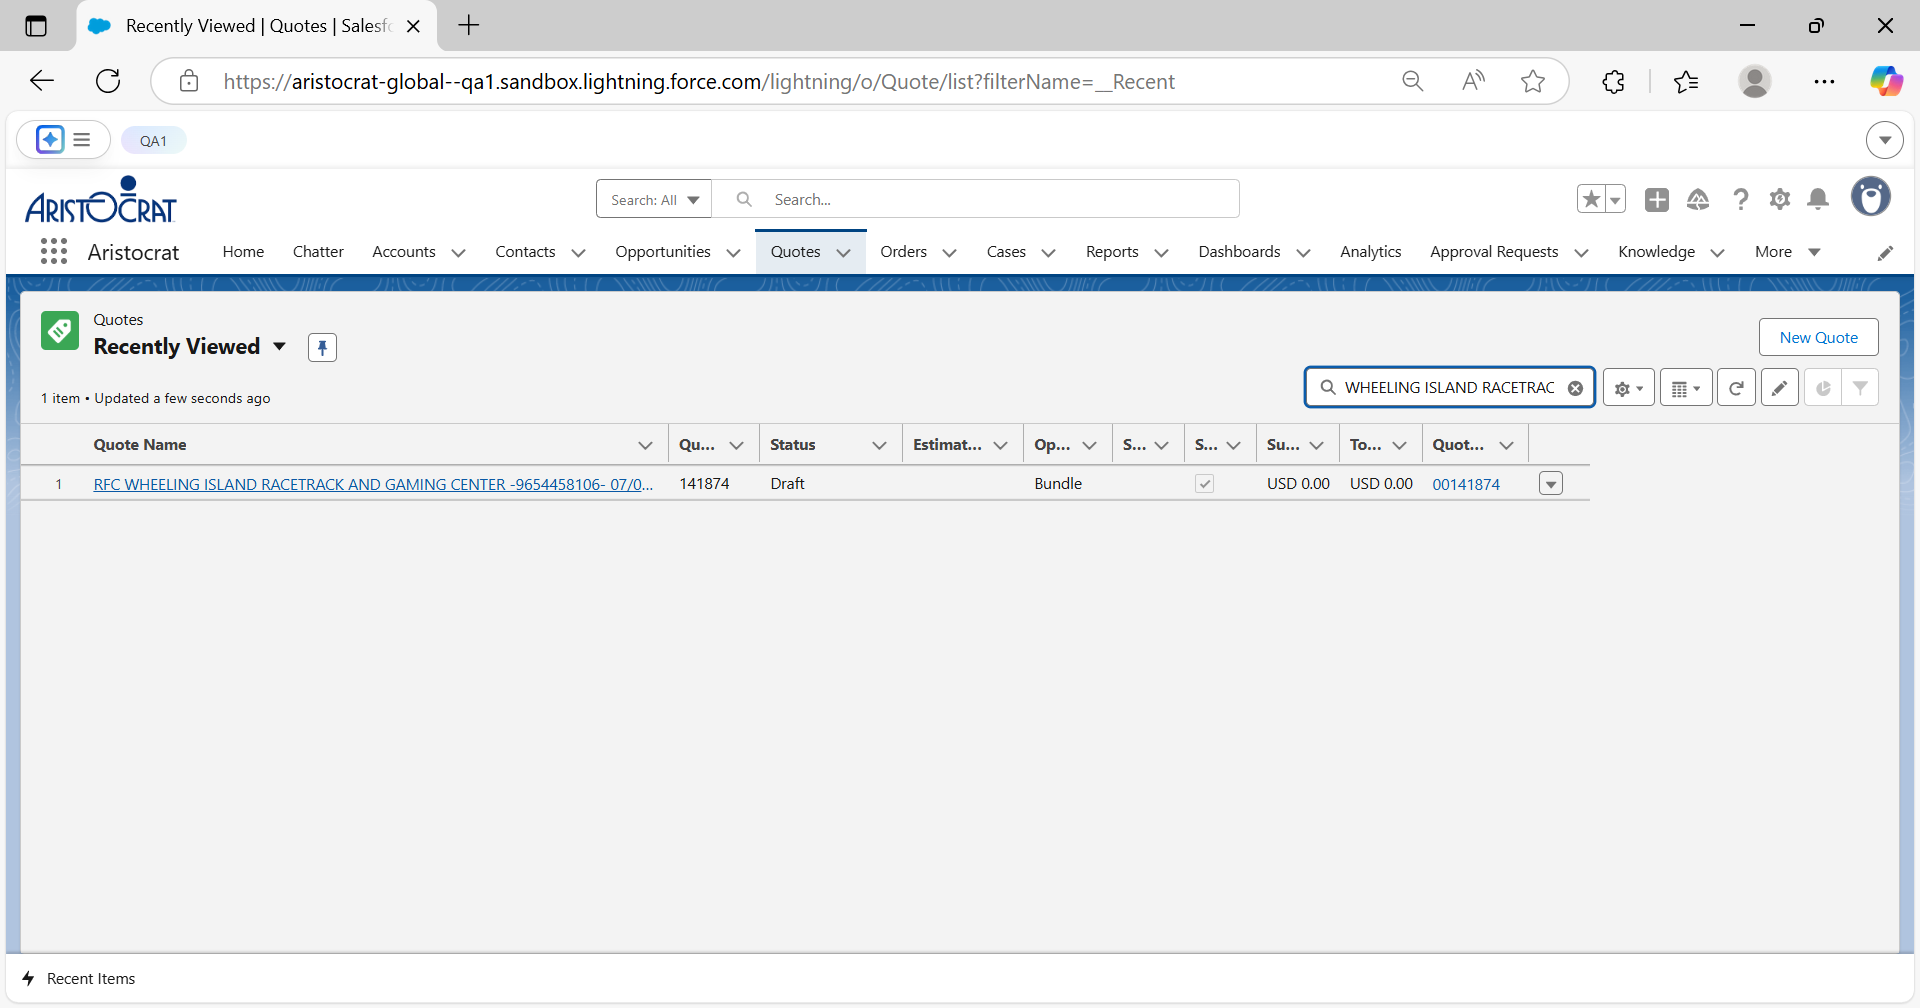 Recently Viewed | Quotes | Salesfo
https://aristocrat-global--qa1.sandbox.lightning.force.com/lightning/o/Quote/list?filterName=__Recent
QA1
ARISTOCRAT
Search: All
Search...
Aristocrat
Home
Chatter
Accounts
Contacts
Opportunities
Quotes
Orders
Cases
Reports
Dashboards
Analytics
Approval Requests
Knowledge
More
Quotes
Recently Viewed
New Quote
1 item • Updated a few seconds ago
WHEELING ISLAND RACETRAC
Quote Name
Qu...
Status
Estimat...
Op...
S...
S...
Su...
To...
Quot...
1
RFC WHEELING ISLAND RACETRACK AND GAMING CENTER -9654458106- 07/0...
141874
Draft
Bundle
USD 0.00
USD 0.00
00141874
Recent Items